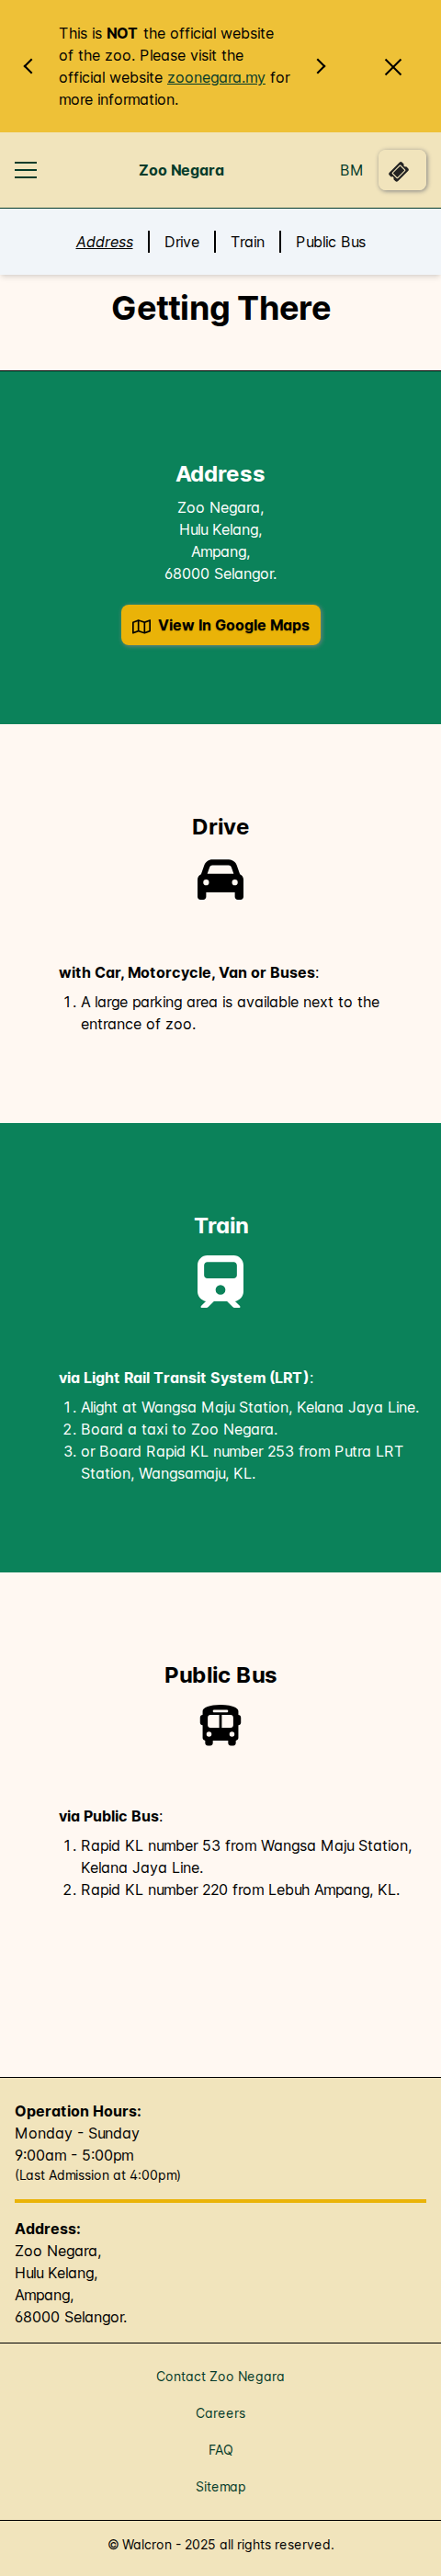 This is NOT the official website
of the zoo. Please visit the
official website zoonegara.my for
more information.
Zoo Negara
BM
Address
Drive
Train
Public Bus
Getting There
Address
Zoo Negara,
Hulu Kelang,
Ampang,
68000 Selangor.
View In Google Maps
Drive
with Car, Motorcycle, Van or Buses:
1. A large parking area is available next to the
entrance of zoo.
Train
via Light Rail Transit System (LRT):
1. Alight at Wangsa Maju Station, Kelana Jaya Line.
2. Board a taxi to Zoo Negara.
3. or Board Rapid KL number 253 from Putra LRT
Station, Wangsamaju, KL.
Public Bus
via Public Bus:
1. Rapid KL number 53 from Wangsa Maju Station,
Kelana Jaya Line.
2. Rapid KL number 220 from Lebuh Ampang, KL.
Operation Hours:
Monday - Sunday
9:00am - 5:00pm
(Last Admission at 4:00pm)
Address:
Zoo Negara,
Hulu Kelang,
Ampang,
68000 Selangor.
Contact Zoo Negara
Careers
FAQ
Sitemap
© Walcron - 2025 all rights reserved.